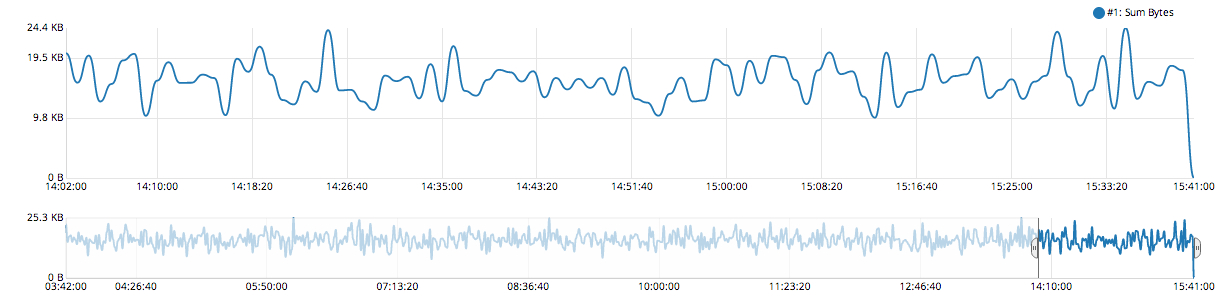 #1: Sum Bytes
24.4 KB
19.5 KB
9.8 KB
0 B
14:02:00 14:10:00 14:18:20 14:26:40 14:35:00 14:43:20 14:51:40 15:00:00 15:08:20 15:16:40 15:25:00 15:33:20 15:41:00
25.3 KB
0 B
03:42:00 04:26:40 05:50:00 07:13:20 08:36:40 10:00:00 11:23:20 12:46:40 14:10:00 15:41:00